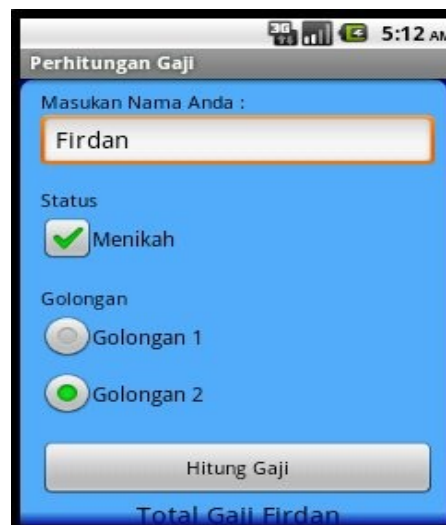 3G 5:12 AM
Perhitungan Gaji
Masukan Nama Anda :
Firdan
Status
Menikah
Golongan
Golongan 1
Golongan 2
Hitung Gaji
Total Gaji Firdan